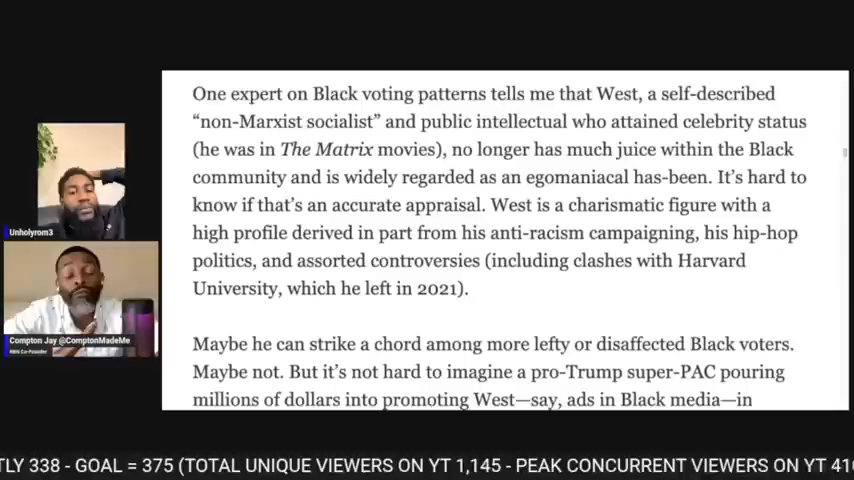 One expert on Black voting patterns tells me that West, a self-described
“non-Marxist socialist” and public intellectual who attained celebrity status
(he was in The Matrix movies), no longer has much juice within the Black
community and is widely regarded as an egomaniacal has-been. It’s hard to
know if that’s an accurate appraisal. West is a charismatic figure with a
high profile derived in part from his anti-racism campaigning, his hip-hop
politics, and assorted controversies (including clashes with Harvard
University, which he left in 2021).
Maybe he can strike a chord among more lefty or disaffected Black voters.
Maybe not. But it’s not hard to imagine a pro-Trump super-PAC pouring
millions of dollars into promoting West—say, ads in Black media—in
Unholyrom3
Compton Jay @ComptonMadeMe
RBN Co-Founder
TLY 338 - GOAL = 375 (TOTAL UNIQUE VIEWERS ON YT 1,145 - PEAK CONCURRENT VIEWERS ON YT 410